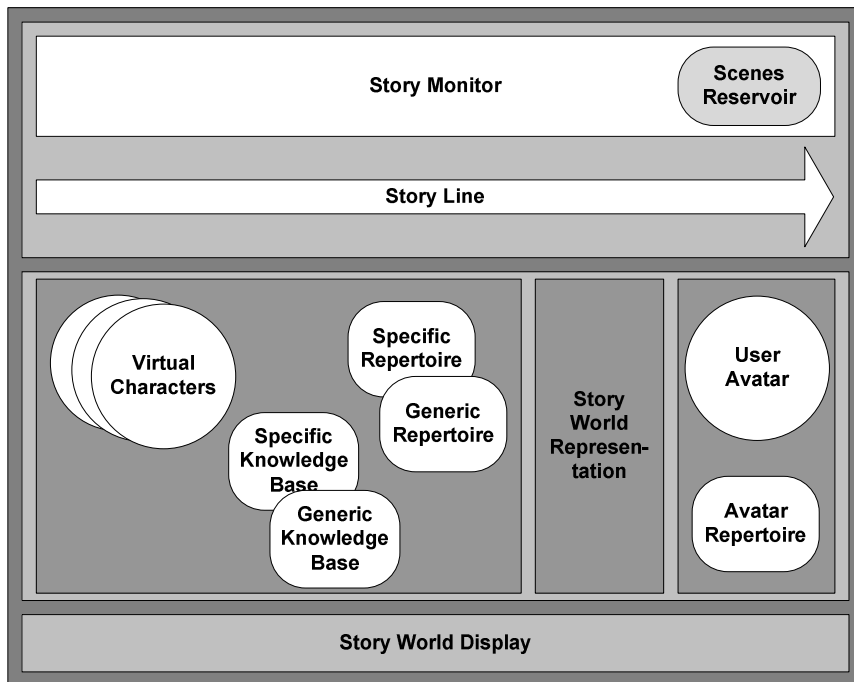 Story Monitor
Scenes
Reservoir
Story Line
Virtual
Characters
Specific
Repertoire
Generic
Repertoire
Specific
Knowledge
Base
Generic
Knowledge
Base
Story
World
Represen-
tation
User
Avatar
Avatar
Repertoire
Story World Display